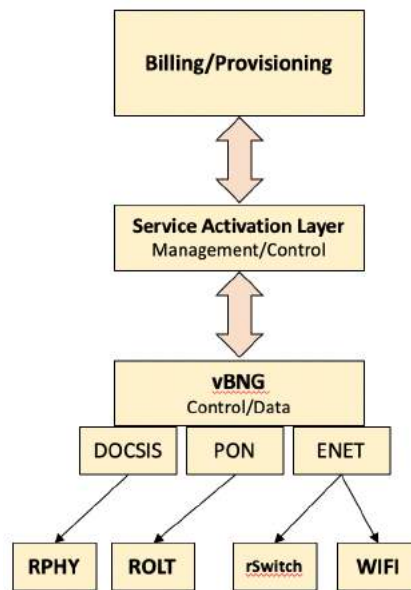 Billing/Provisioning
Service Activation Layer
Management/Control
vBNG
Control/Data
DOCSIS PON ENET
RPHY ROLT rSwitch WIFI